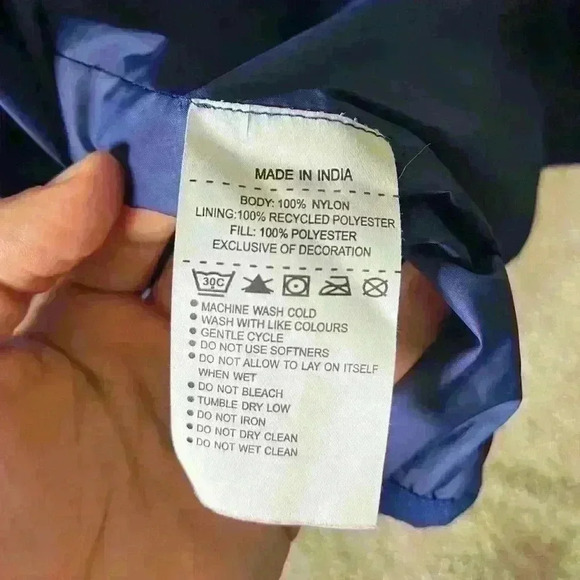 MADE IN INDIA
BODY: 100% NYLON
LINING:100% RECYCLED POLYESTER
FILL: 100% POLYESTER
EXCLUSIVE OF DECORATION
30C
• MACHINE WASH COLD
• WASH WITH LIKE COLOURS
• GENTLE CYCLE
• DO NOT USE SOFTNERS
• DO NOT ALLOW TO LAY ON ITSELF
WHEN WET
• DO NOT BLEACH
• TUMBLE DRY LOW
• DO NOT IRON
• DO NOT DRY CLEAN
• DO NOT WET CLEAN